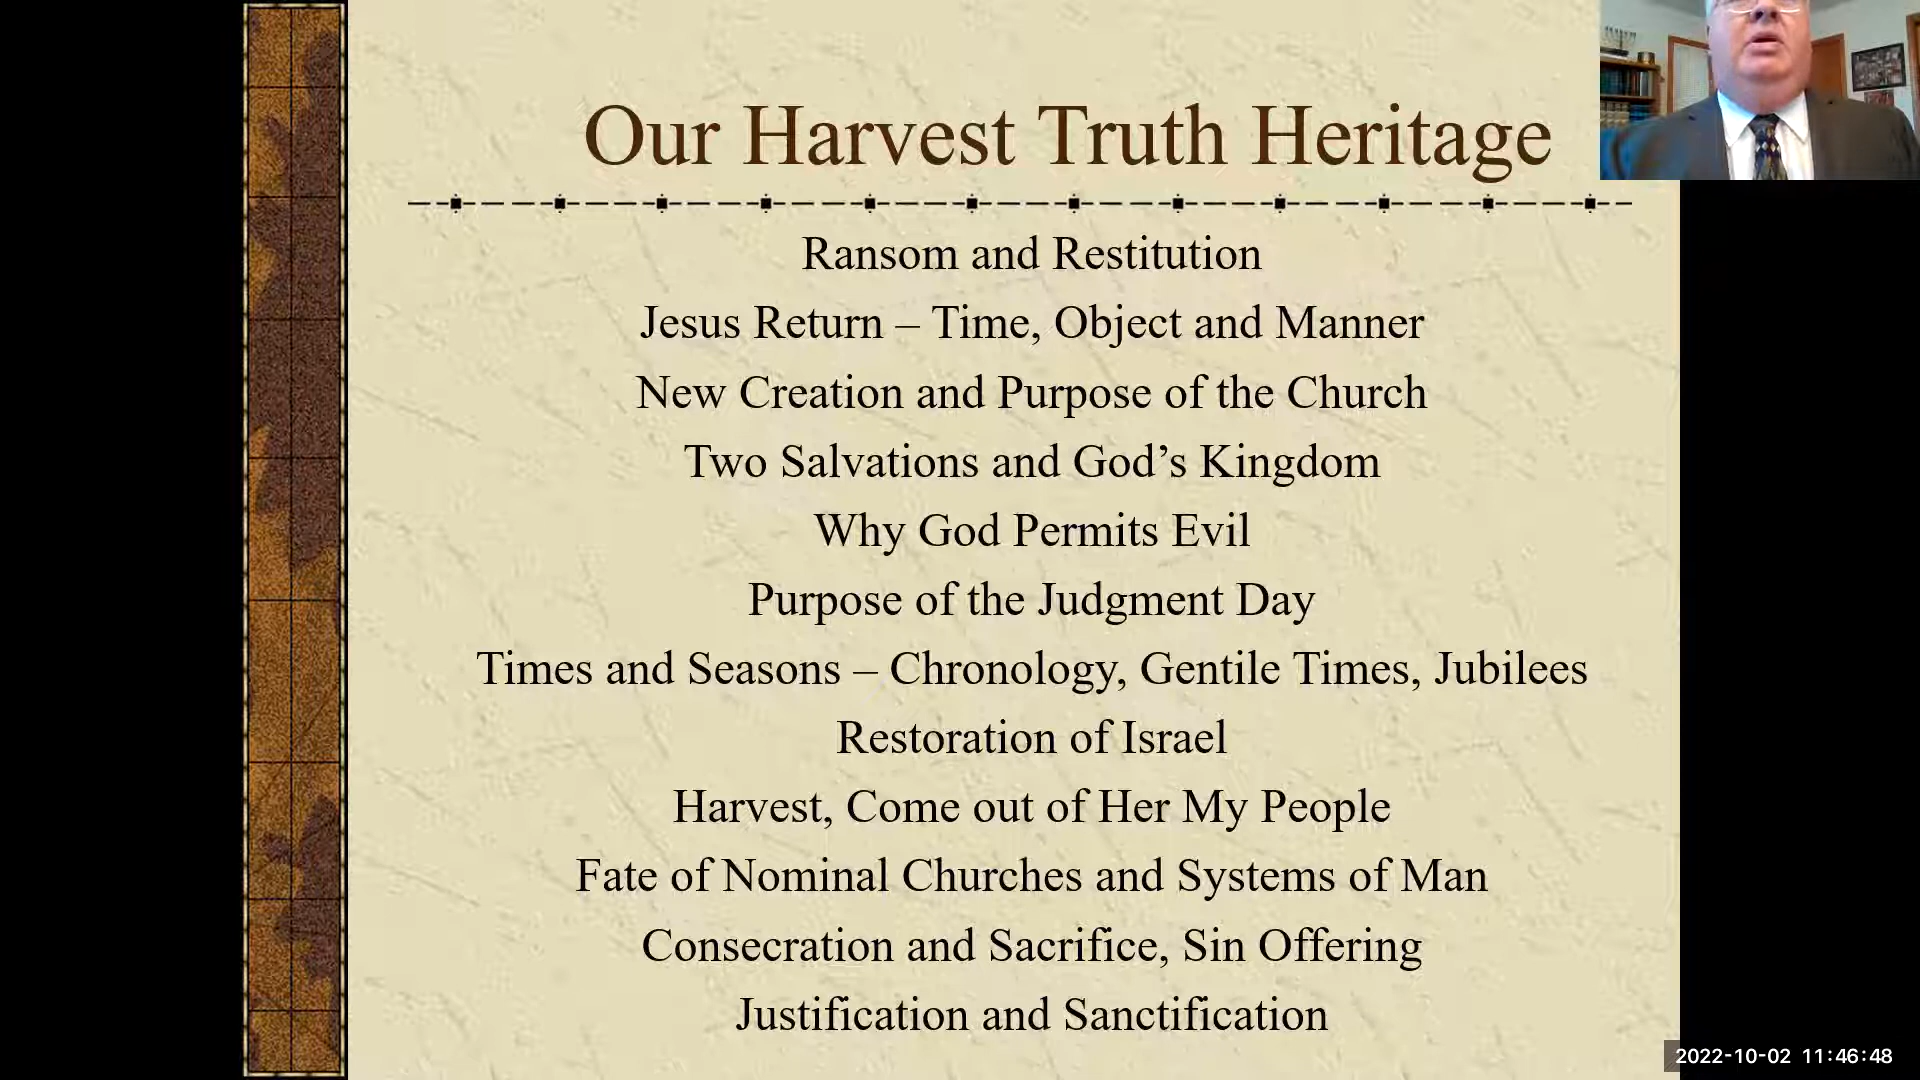 Our Harvest Truth Heritage
Ransom and Restitution
Jesus Return – Time, Object and Manner
New Creation and Purpose of the Church
Two Salvations and God’s Kingdom
Why God Permits Evil
Purpose of the Judgment Day
Times and Seasons – Chronology, Gentile Times, Jubilees
Restoration of Israel
Harvest, Come out of Her My People
Fate of Nominal Churches and Systems of Man
Consecration and Sacrifice, Sin Offering
Justification and Sanctification
2022-10-02 11:46:48